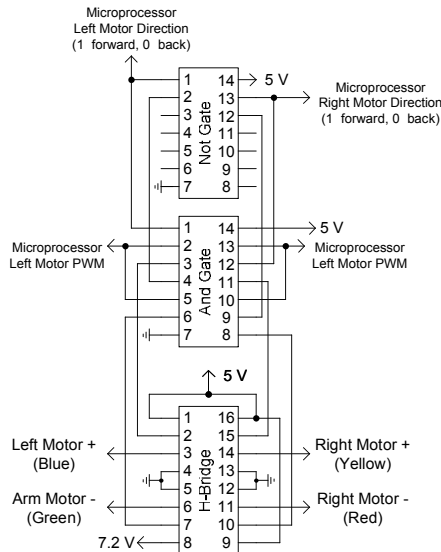 Microprocessor
Left Motor Direction
(1 forward, 0 back)
1 14 5 V
2 13
3 12
4 11
5 10
6 9
7 8
Not Gate
Microprocessor
Right Motor Direction
(1 forward, 0 back)
1 14 5 V
2 13
3 12
4 11
5 10
6 9
7 8
And Gate
Microprocessor
Left Motor PWM
Microprocessor
Left Motor PWM
5 V
1 16
2 15
3 14
4 13
5 12
6 11
7 10
8 9
H-Bridge
Left Motor +
(Blue)
Right Motor +
(Yellow)
Arm Motor -
(Green)
Right Motor -
(Red)
7.2 V